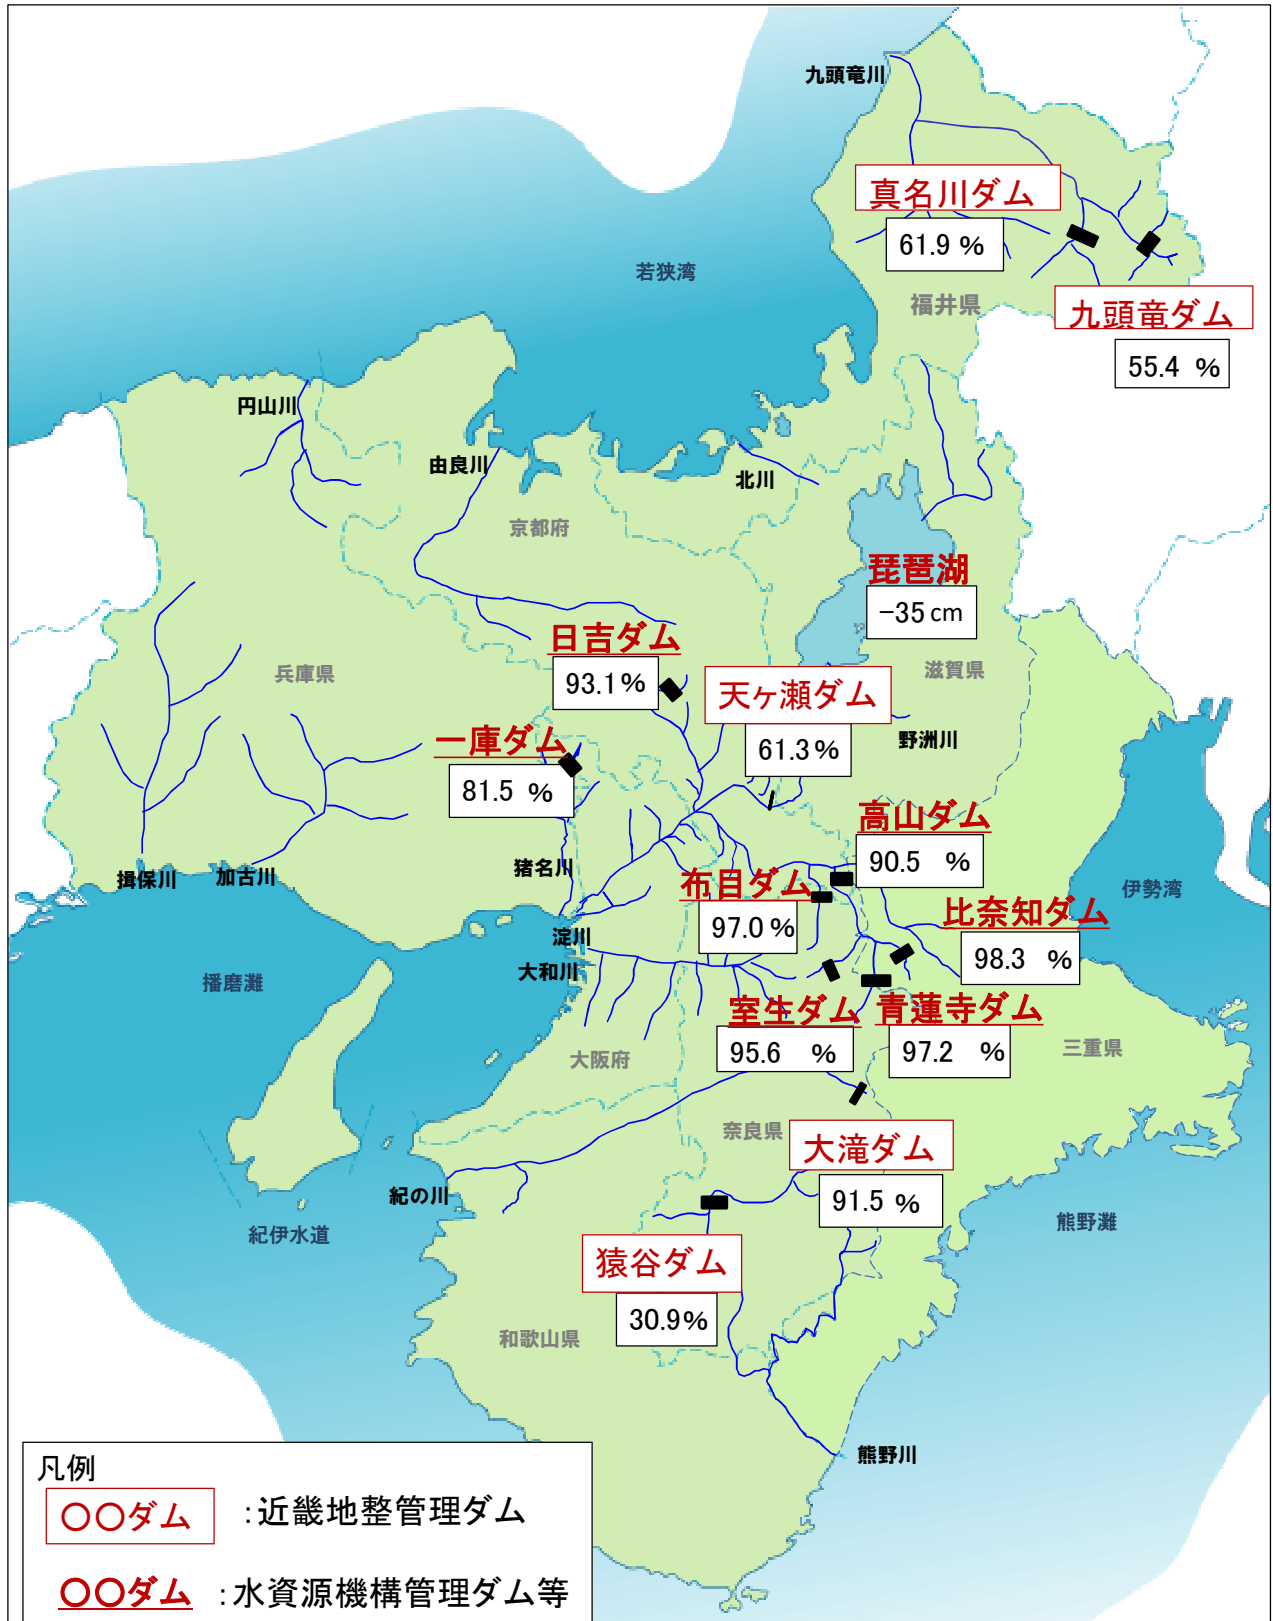 九頭竜川
真名川ダム
61.9 %
若狭湾
福井県
九頭竜ダム
55.4 %
円山川
由良川
北川
京都府
琵琶湖
−35 cm
日吉ダム
93.1%
兵庫県
滋賀県
天ヶ瀬ダム
61.3%
野洲川
一庫ダム
81.5 %
高山ダム
90.5 %
猪名川
揖保川
加古川
布目ダム
97.0 %
伊勢湾
比奈知ダム
98.3 %
淀川
大和川
播磨灘
室生ダム
95.6 %
青蓮寺ダム
97.2 %
三重県
大阪府
奈良県
大滝ダム
91.5 %
紀の川
紀伊水道
熊野灘
猿谷ダム
30.9%
和歌山県
熊野川
凡例
〇〇ダム :近畿地整管理ダム
〇〇ダム :水資源機構管理ダム等